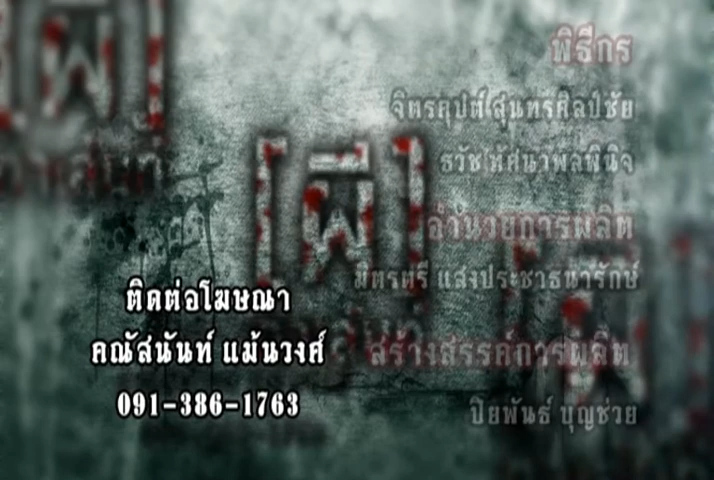 [ผี]
ติดต่อโฆษณา
คณัสนันท์ แม้นวงศ์
091-386-1763
พิธีกร
จิตรคุปต์ สุนทรศิลป์ชัย
ธวัช ทัศนาพลพินิจ
อำนวยการผลิต
มิตรตรี แสงประชาธนารักษ์
สร้างสรรค์การผลิต
ปิยพันธ์ บุญช่วย